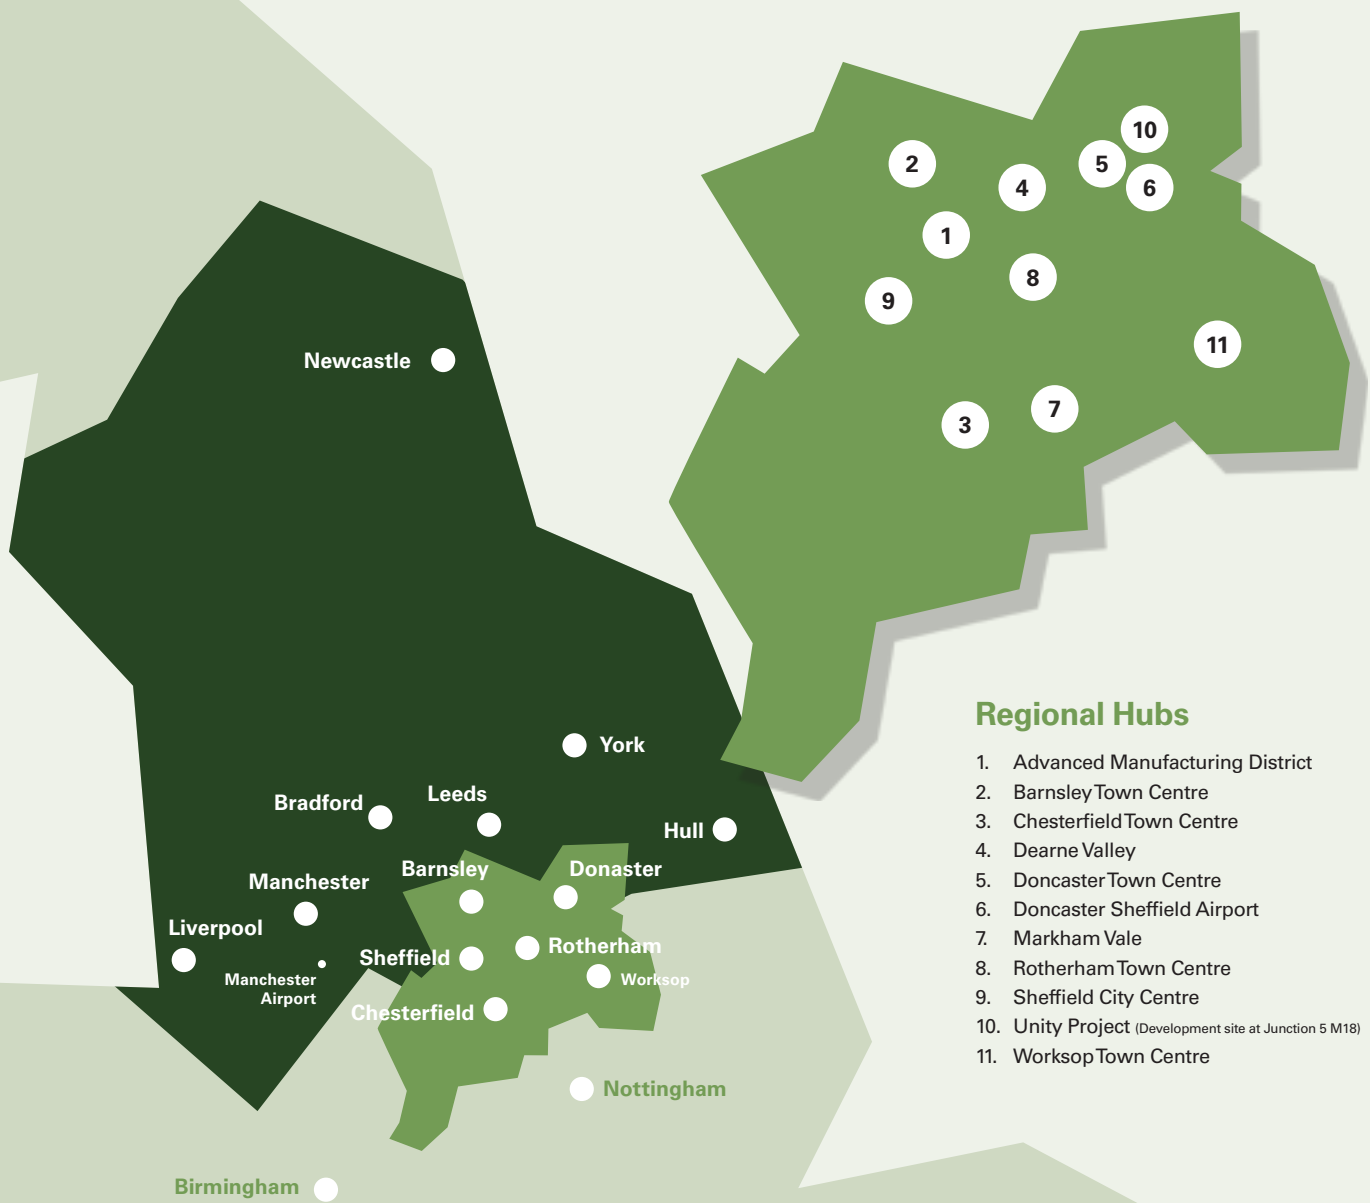 10
2
5
4
6
1
8
9
11
Newcastle
7
3
Regional Hubs
1. Advanced Manufacturing District
2. Barnsley Town Centre
3. Chesterfield Town Centre
4. Dearne Valley
5. Doncaster Town Centre
6. Doncaster Sheffield Airport
7. Markham Vale
8. Rotherham Town Centre
9. Sheffield City Centre
10. Unity Project (Development site at Junction 5 M18)
11. Worksop Town Centre
York
Leeds
Bradford
Hull
Barnsley
Donaster
Manchester
Liverpool
Rotherham
Sheffield
Manchester
Airport
Worksop
Chesterfield
Nottingham
Birmingham